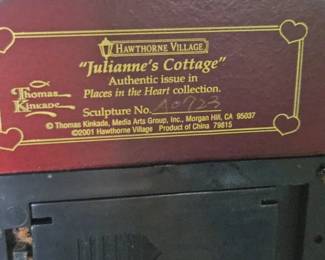 HAWTHORNE VILLAGE
"Julianne's Cottage"
Authentic issue in
Places in the Heart collection.
Thomas
Kinkade
Sculpture No. A0723
© Thomas Kinkade, Media Arts Group, Inc., Morgan Hill, CA 95037
©2001 Hawthorne Village Product of China 79815